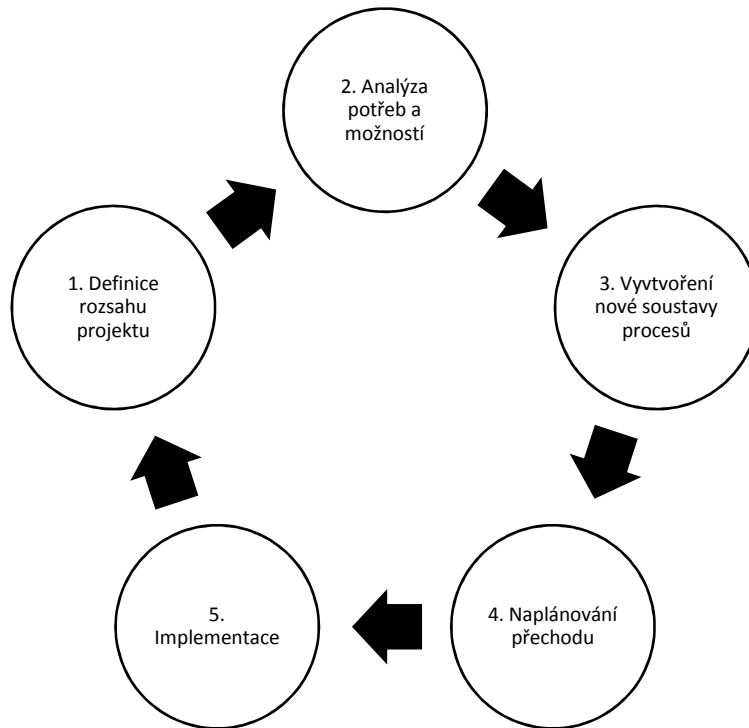 1. Definice
rozsahu
projektu
2. Analýza
potřeb a
možností
3. Vyvtvoření
nové soustavy
procesů
4. Naplánování
přechodu
5.
Implementace